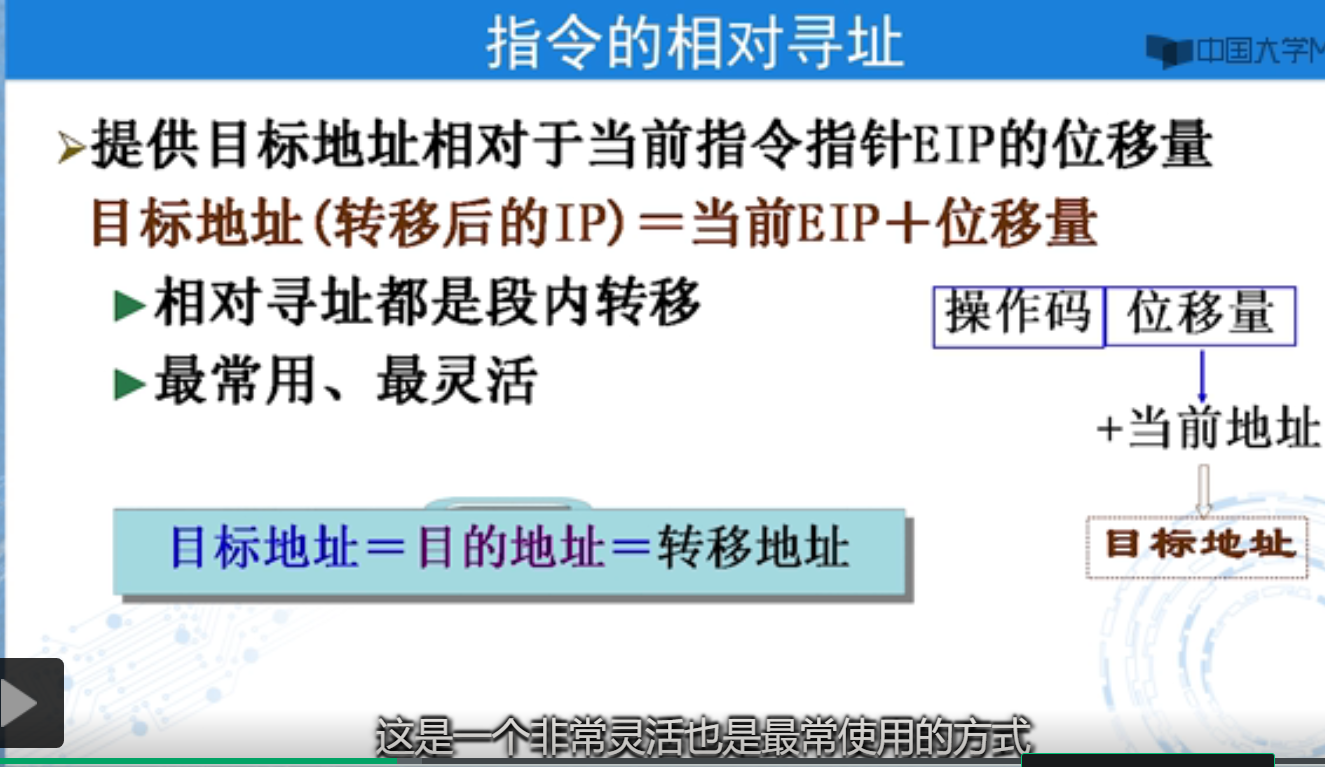 指令的相对寻址
中国大学M
提供目标地址相对于当前指令指针EIP的位移量
目标地址(转移后的IP)=当前EIP+位移量
相对寻址都是段内转移
最常用、最灵活
操作码 位移量
+当前地址
目标地址
目标地址=目的地址=转移地址
这是一个非常灵活也是最常使用的方式